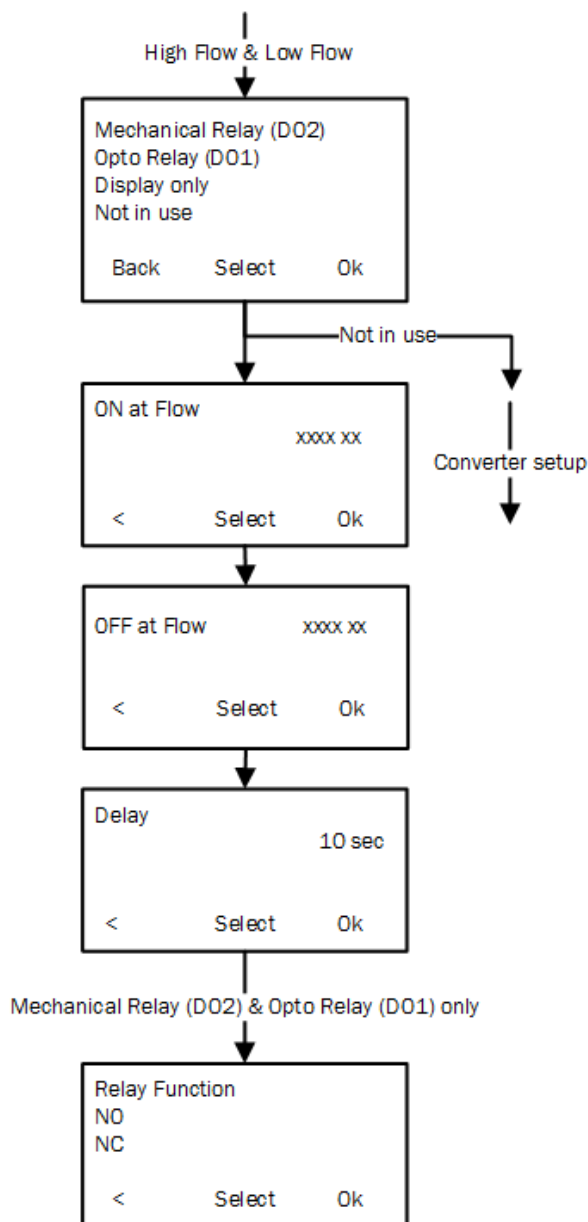 High Flow & Low Flow
Mechanical Relay (DO2)
Opto Relay (DO1)
Display only
Not in use
Back Select Ok
Not in use
ON at Flow
xxxx xx
< Select Ok
Converter setup
OFF at Flow xxxx xx
< Select Ok
Delay
10 sec
< Select Ok
Mechanical Relay (DO2) & Opto Relay (DO1) only
Relay Function
NO
NC
< Select Ok